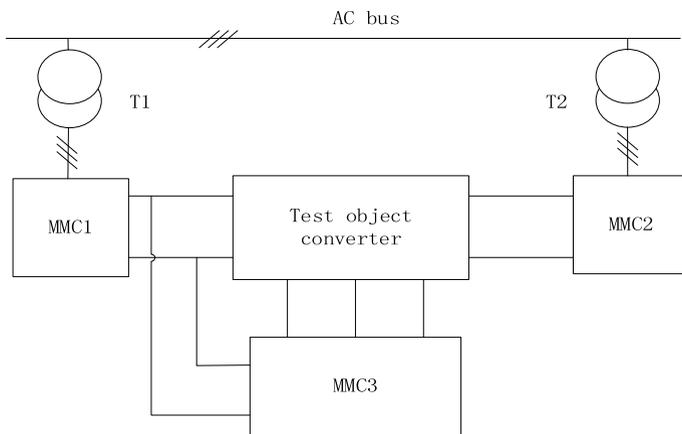 AC bus
T1
T2
MMC1
Test object
converter
MMC2
MMC3